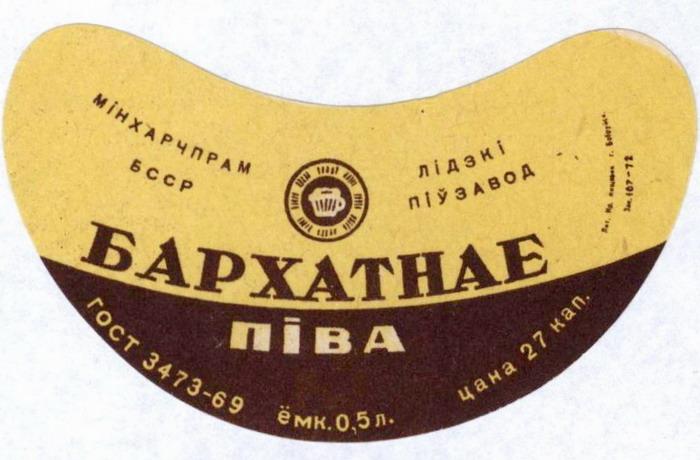 МІНХАРЧПРАМ
БССР
ЛІДЗКІ
ПІЎЗАВОД
БАРХАТНАЕ
ПІВА
ГОСТ 3473-69
ёмк. 0,5 л.
цана 27 кап.
Зак. 107-72